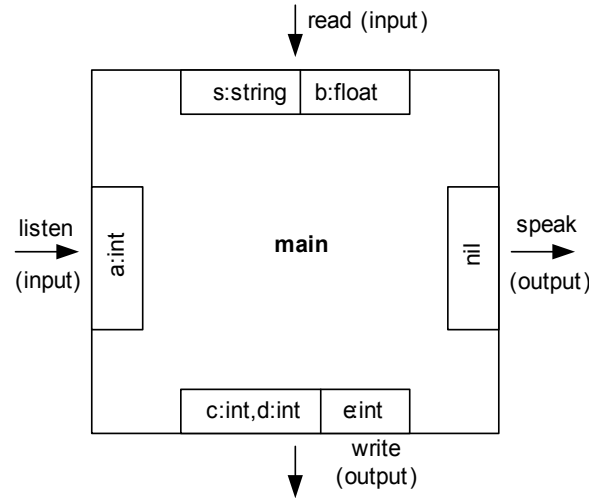 read (input)
s:string b:float
listen
(input)
a:int
main
nil
speak
(output)
c:int,d:int e:int
write
(output)